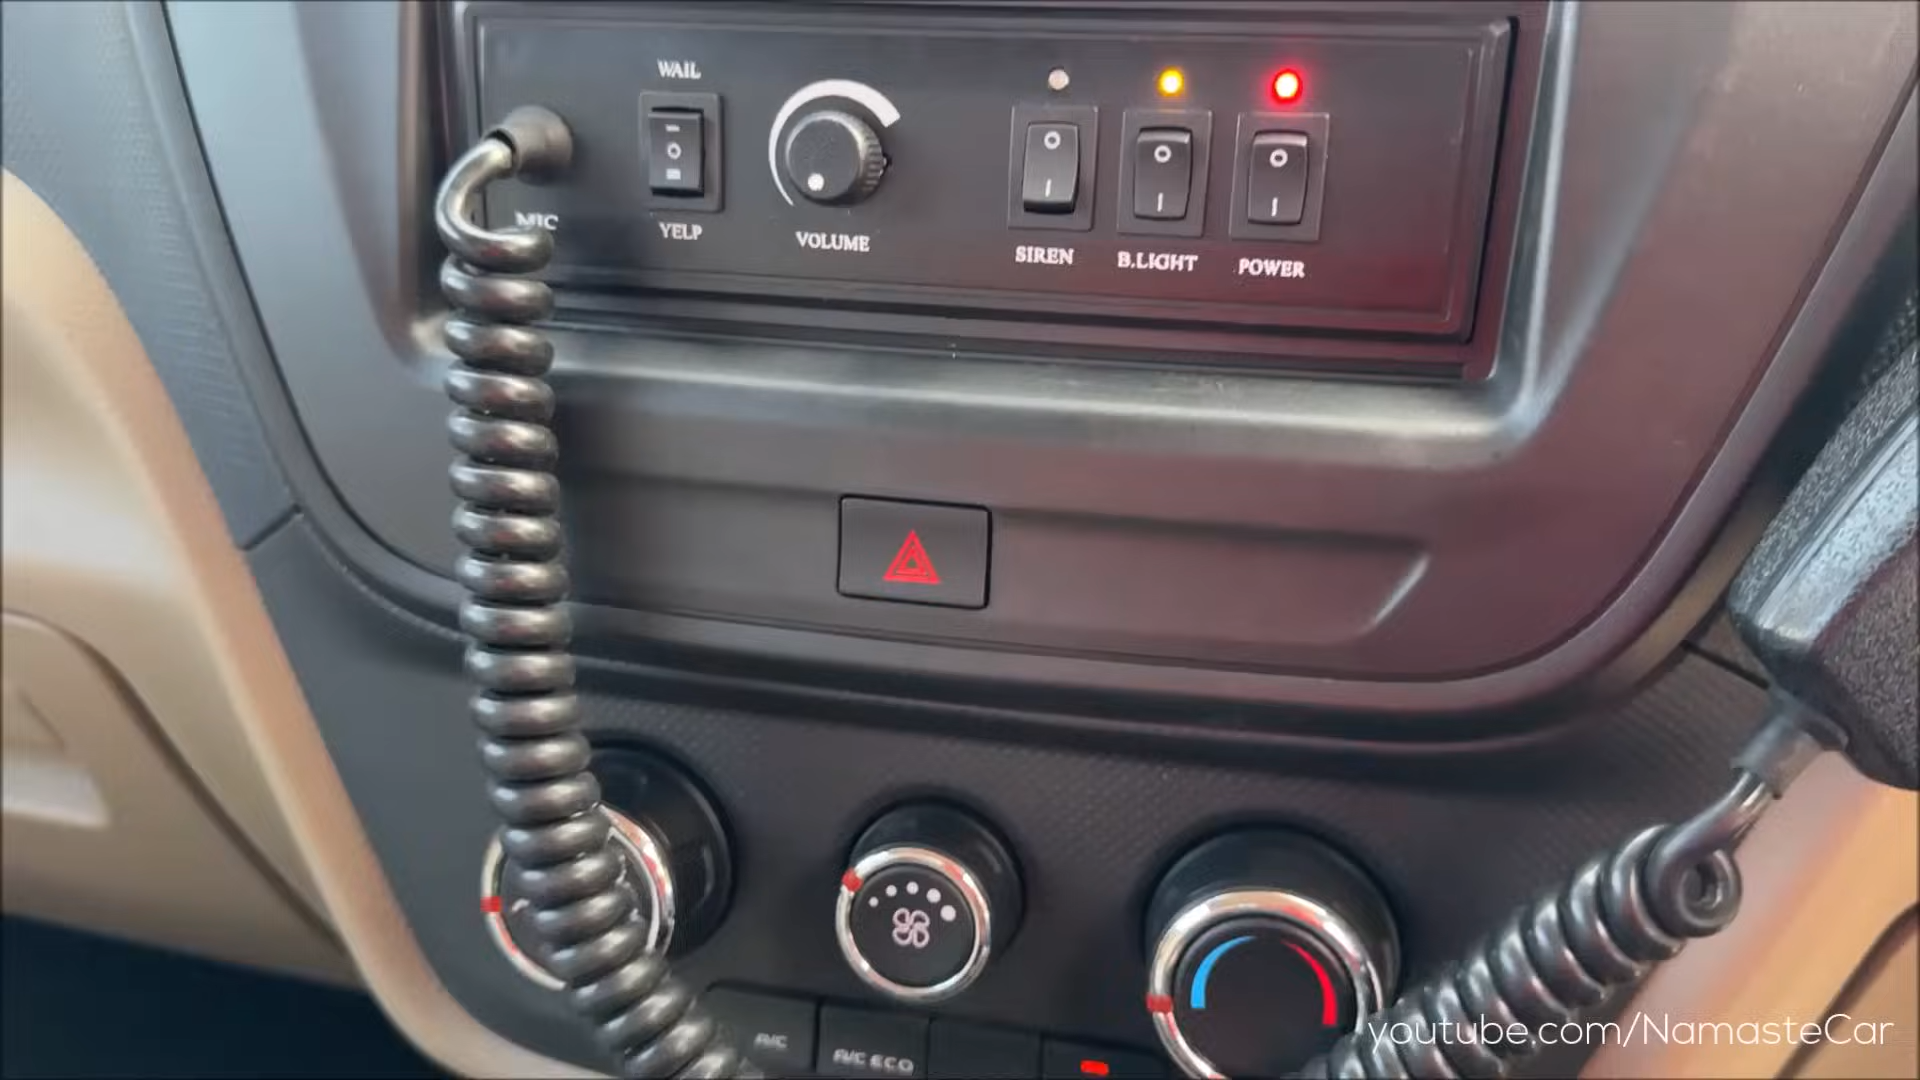 WAIL
MIC
YELP
VOLUME
SIREN
B.LIGHT
POWER
A/C
A/C ECO
youtube.com/NamasteCar